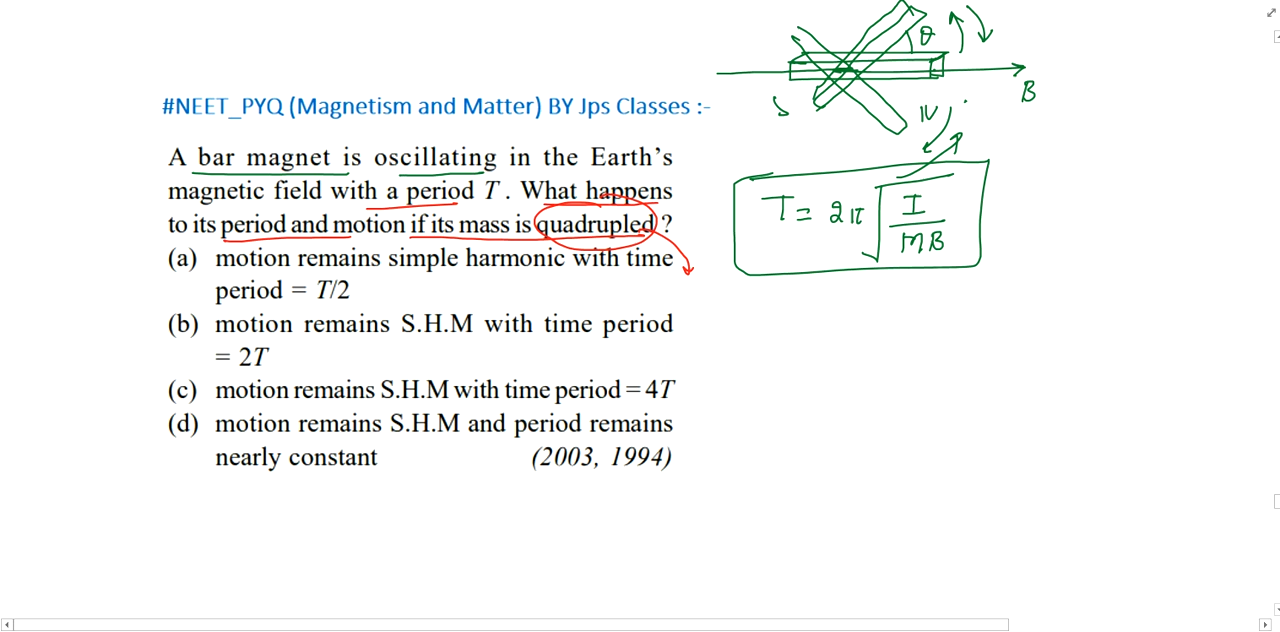 θ
B
S
N
#NEET_PYQ (Magnetism and Matter) BY Jps Classes :-
A bar magnet is oscillating in the Earth’s
magnetic field with a period T . What happens
to its period and motion if its mass is quadrupled ?
(a) motion remains simple harmonic with time
period = T/2
(b) motion remains S.H.M with time period
= 2T
(c) motion remains S.H.M with time period = 4T
(d) motion remains S.H.M and period remains
nearly constant (2003, 1994)
T = 2π √ I
MB